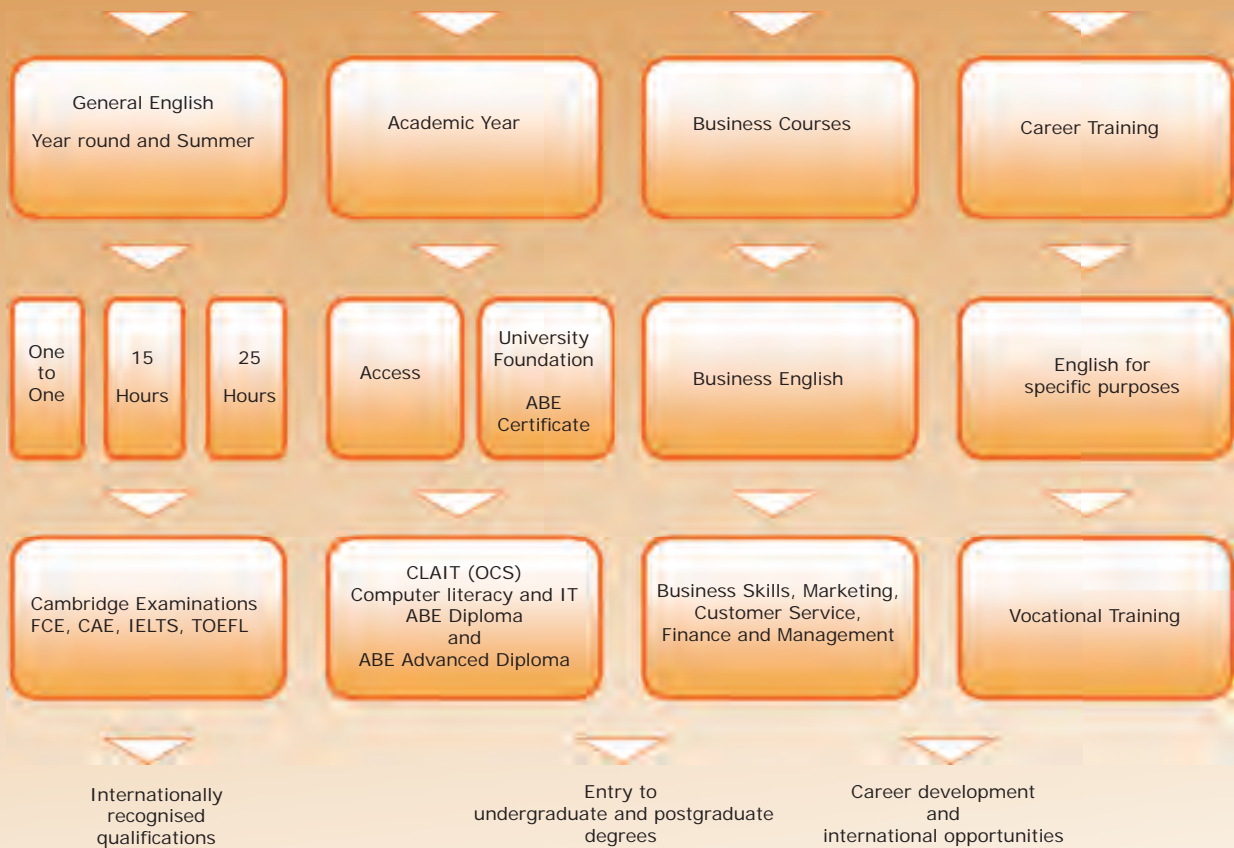 General English
Year round and Summer
Academic Year
Business Courses
Career Training
One
to
One
15
Hours
25
Hours
Access
University
Foundation
ABE
Certificate
Business English
English for
specific purposes
Cambridge Examinations
FCE, CAE, IELTS, TOEFL
CLAIT (OCS)
Computer literacy and IT
ABE Diploma
and
ABE Advanced Diploma
Business Skills, Marketing,
Customer Service,
Finance and Management
Vocational Training
Internationally
recognised
qualifications
Entry to
undergraduate and postgraduate
degrees
Career development
and
international opportunities